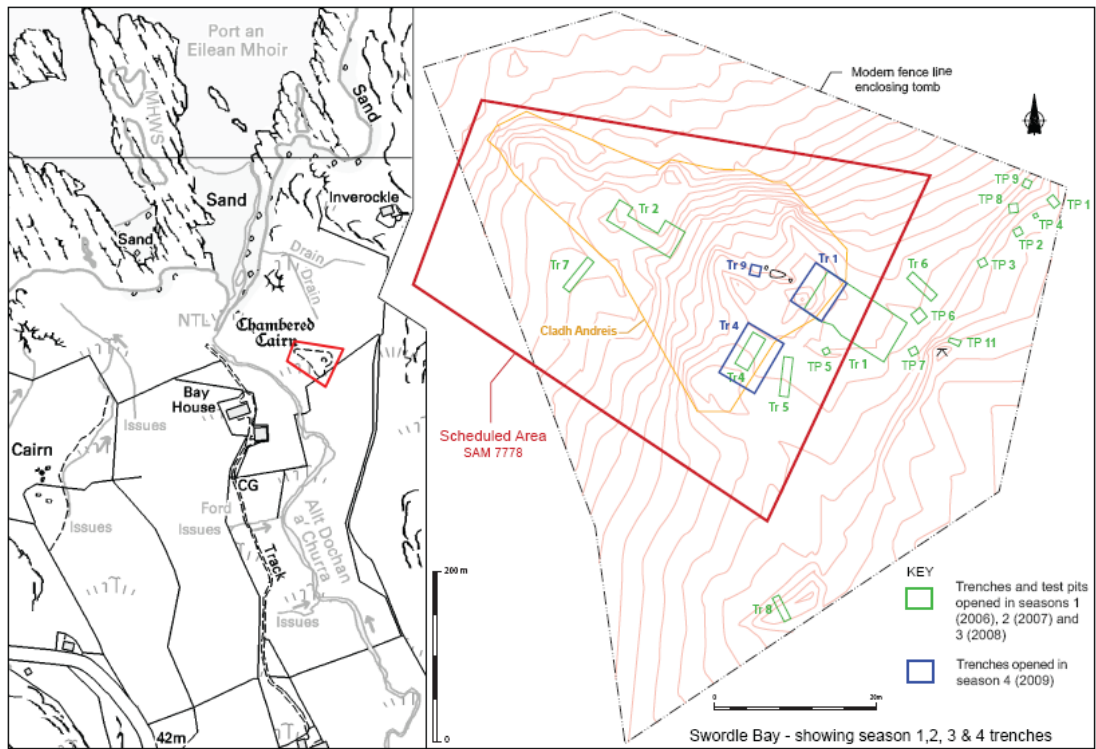 Port an
Eilean Mhoir
MHWS
Sand
Sand
Sand
Inverockle
Drain
Drain
NTL
Chambered
Cairn
Bay
House
Issues
Cairn
Issues
CG
Ford
Issues
Track
Allt Dochan
a' Churra
Issues
42m
200 m
0
Modern fence line
enclosing tomb
TP 9
TP 8
TP 1
TP 4
TP 2
TP 3
Tr 2
Tr 7
Tr 9
Tr 1
Tr 6
TP 6
Cladh Andreis
Tr 4
Tr4
TP 5
Tr 1
TP 7
TP 11
Tr 5
Scheduled Area
SAM 7778
Tr 8
KEY
Trenches and test pits
opened in seasons 1
(2006), 2 (2007) and
3 (2008)
Trenches opened in
season 4 (2009)
0
20m
Swordle Bay - showing season 1,2, 3 & 4 trenches